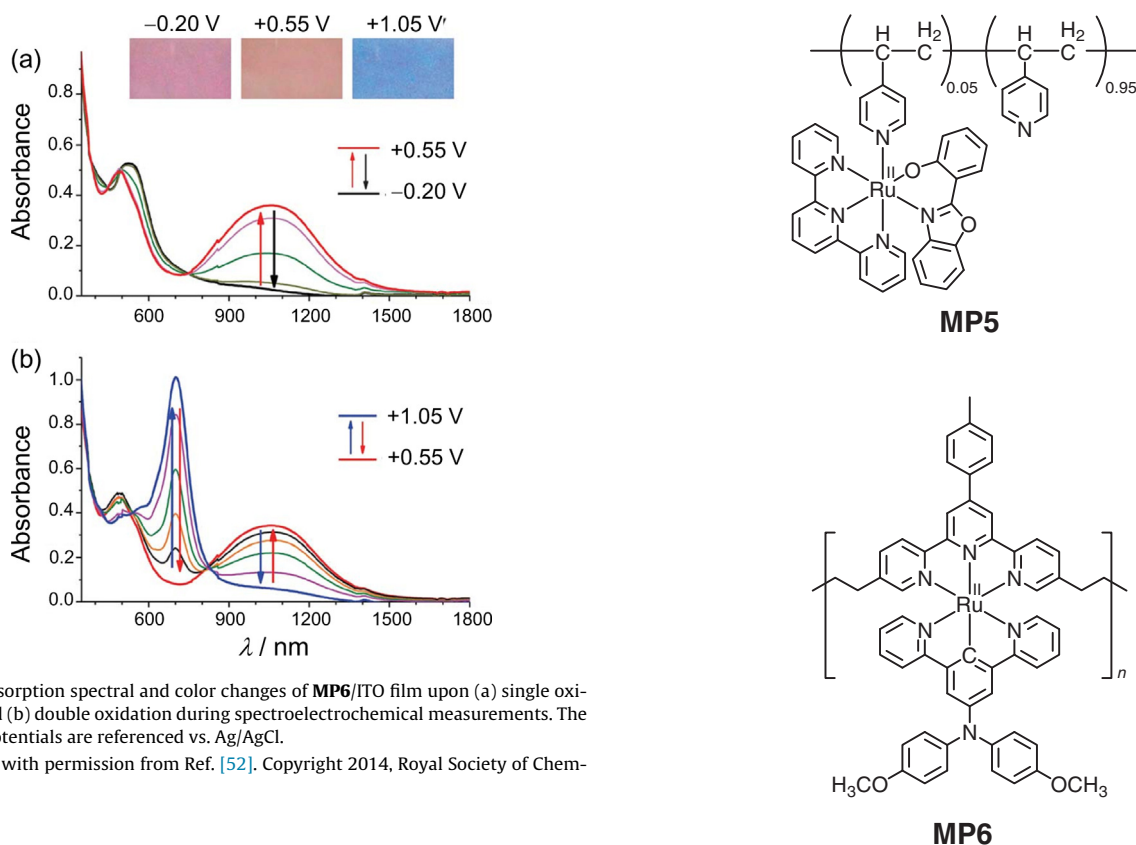 −0.20 V +0.55 V +1.05 V
(a)
0.8
0.6
0.4
0.2
0.0
Absorbance
+0.55 V
−0.20 V
600 900 1200 1500 1800
(b)
1.0
0.8
0.6
0.4
0.2
0.0
Absorbance
+1.05 V
+0.55 V
600 900 1200 1500 1800
λ / nm
sorption spectral and color changes of MP6/ITO film upon (a) single oxi-
(b) double oxidation during spectroelectrochemical measurements. The
otentials are referenced vs. Ag/AgCl.
with permission from Ref. [52]. Copyright 2014, Royal Society of Chem-
H H2 H H2
C C C C
0.05 0.95
N N
N II O
Ru
N N O
N
MP5
N
N N
II
Ru
N N
C
n
N
H3CO OCH3
MP6